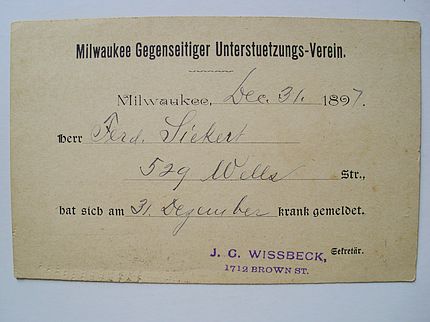 Milwaukee Gegenseitiger Unterstuetzungs-Verein.
Milwaukee, Dec. 31. 1897.
Herr Ferd. Siekert
529 Wells Str.,
hat sich am 31. Dezember krank gemeldet.
J. C. WISSBECK, Sekretär.
1712 BROWN ST.